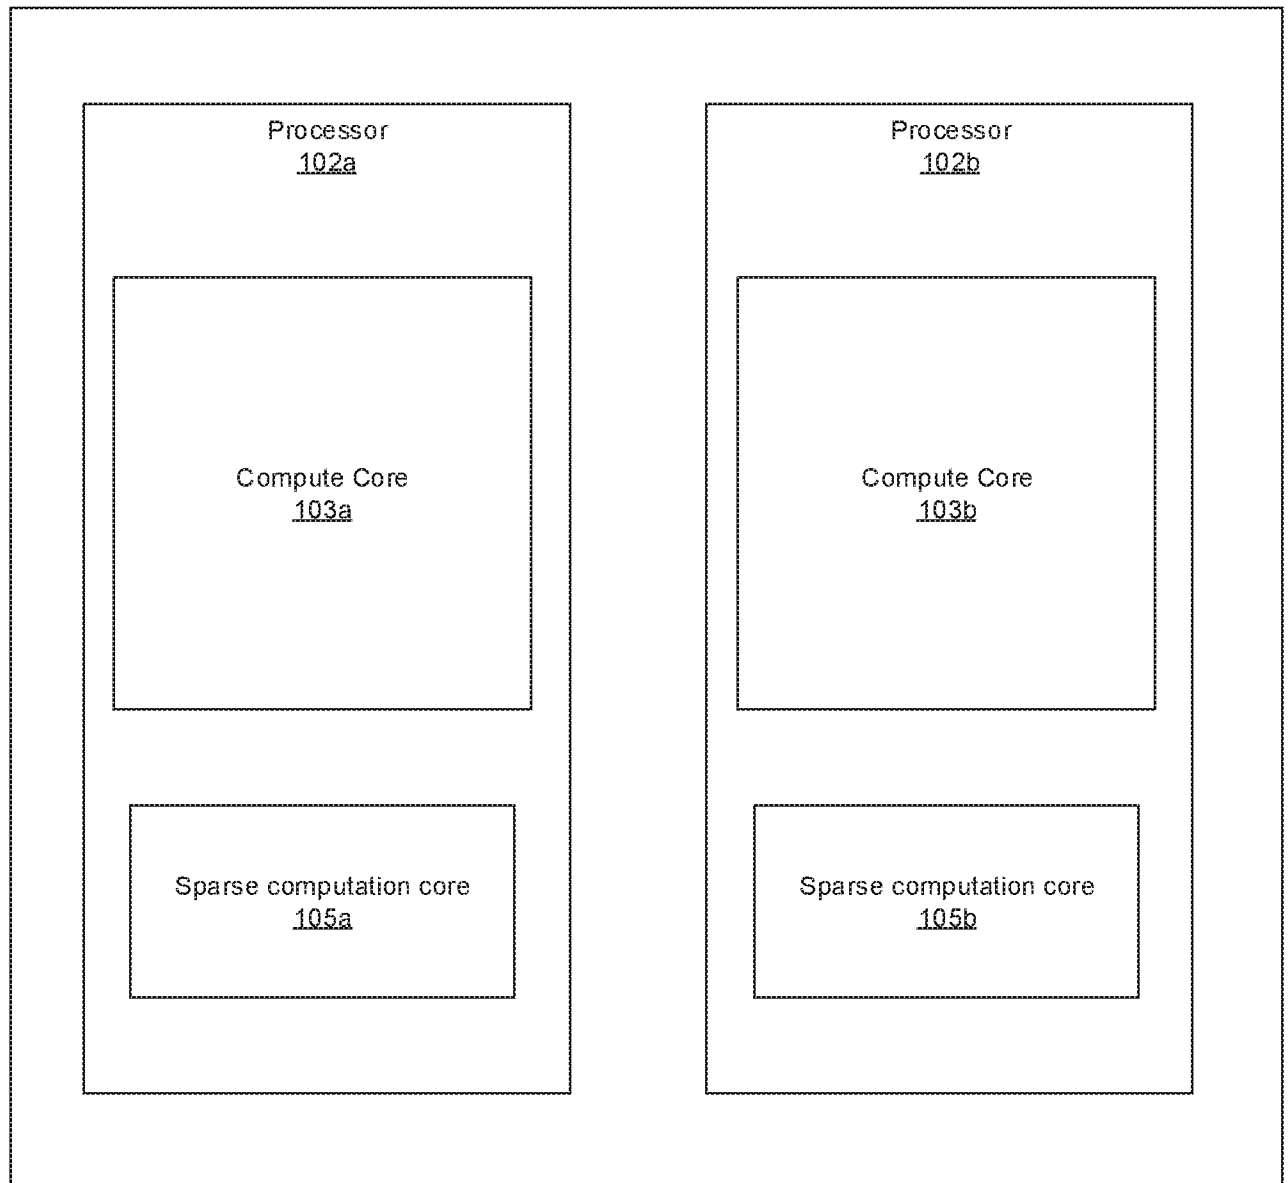 Processor
102a
Processor
102b
Compute Core
103a
Compute Core
103b
Sparse computation core
105a
Sparse computation core
105b